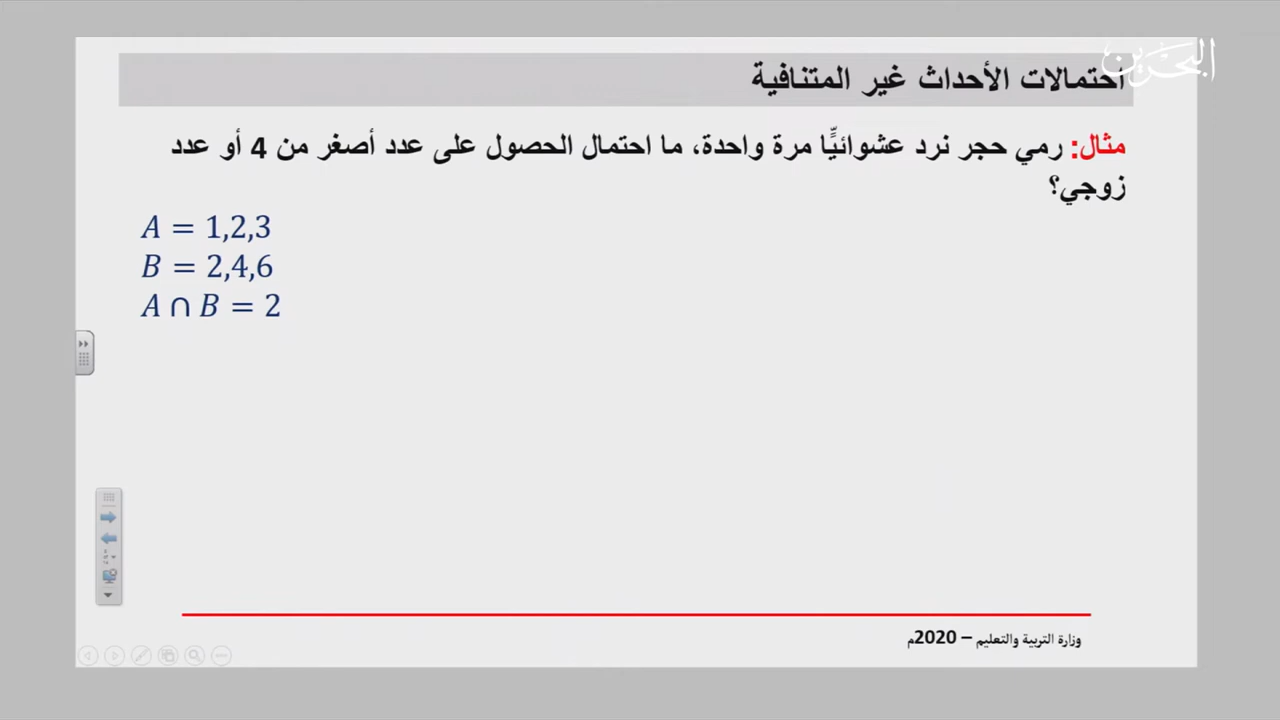 البحرين
احتمالات الأحداث غير المتنافية
مثال: رمي حجر نرد عشوائيًّا مرة واحدة، ما احتمال الحصول على عدد أصغر من 4 أو عدد
زوجي؟
A = 1,2,3
B = 2,4,6
A ∩ B = 2
وزارة التربية والتعليم – 2020م